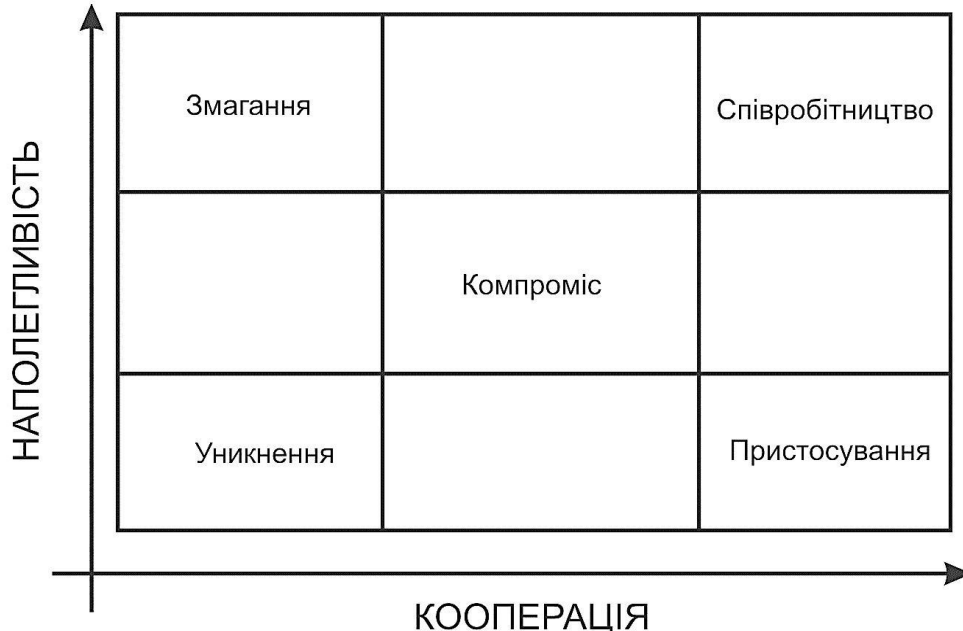 НАПОЛЕГЛИВІСТЬ
Змагання
Співробітництво
Компроміс
Уникнення
Пристосування
КООПЕРАЦІЯ